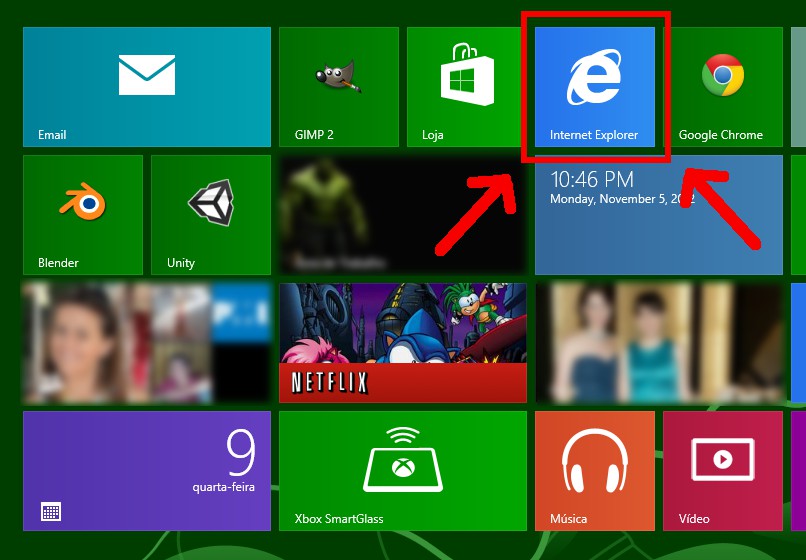 Email
GIMP 2
Loja
Internet Explorer
Google Chrome
Blender
Unity
10:46 PM
Monday, November 5,
NETFLIX
9
quarta-feira
Xbox SmartGlass
Música
Vídeo